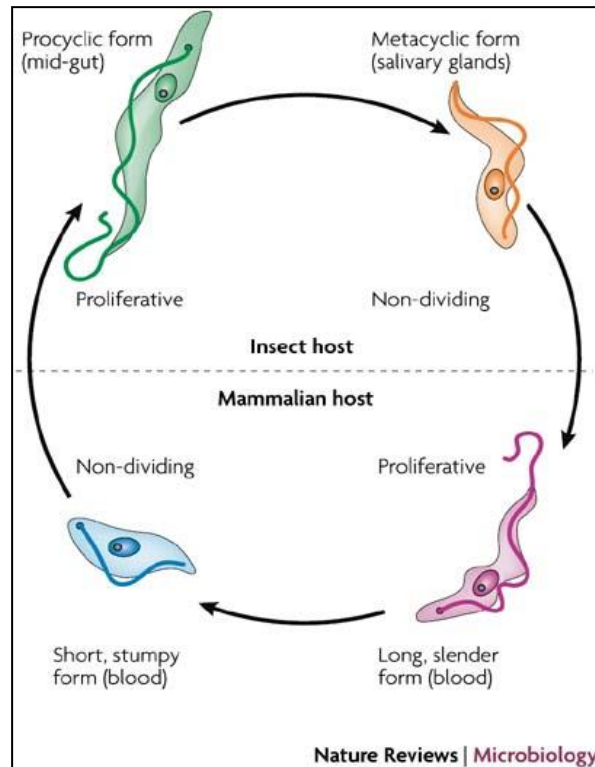 Procyclic form
(mid-gut)
Metacyclic form
(salivary glands)
Proliferative
Non-dividing
Insect host
Mammalian host
Non-dividing
Proliferative
Short, stumpy
form (blood)
Long, slender
form (blood)
Nature Reviews | Microbiology